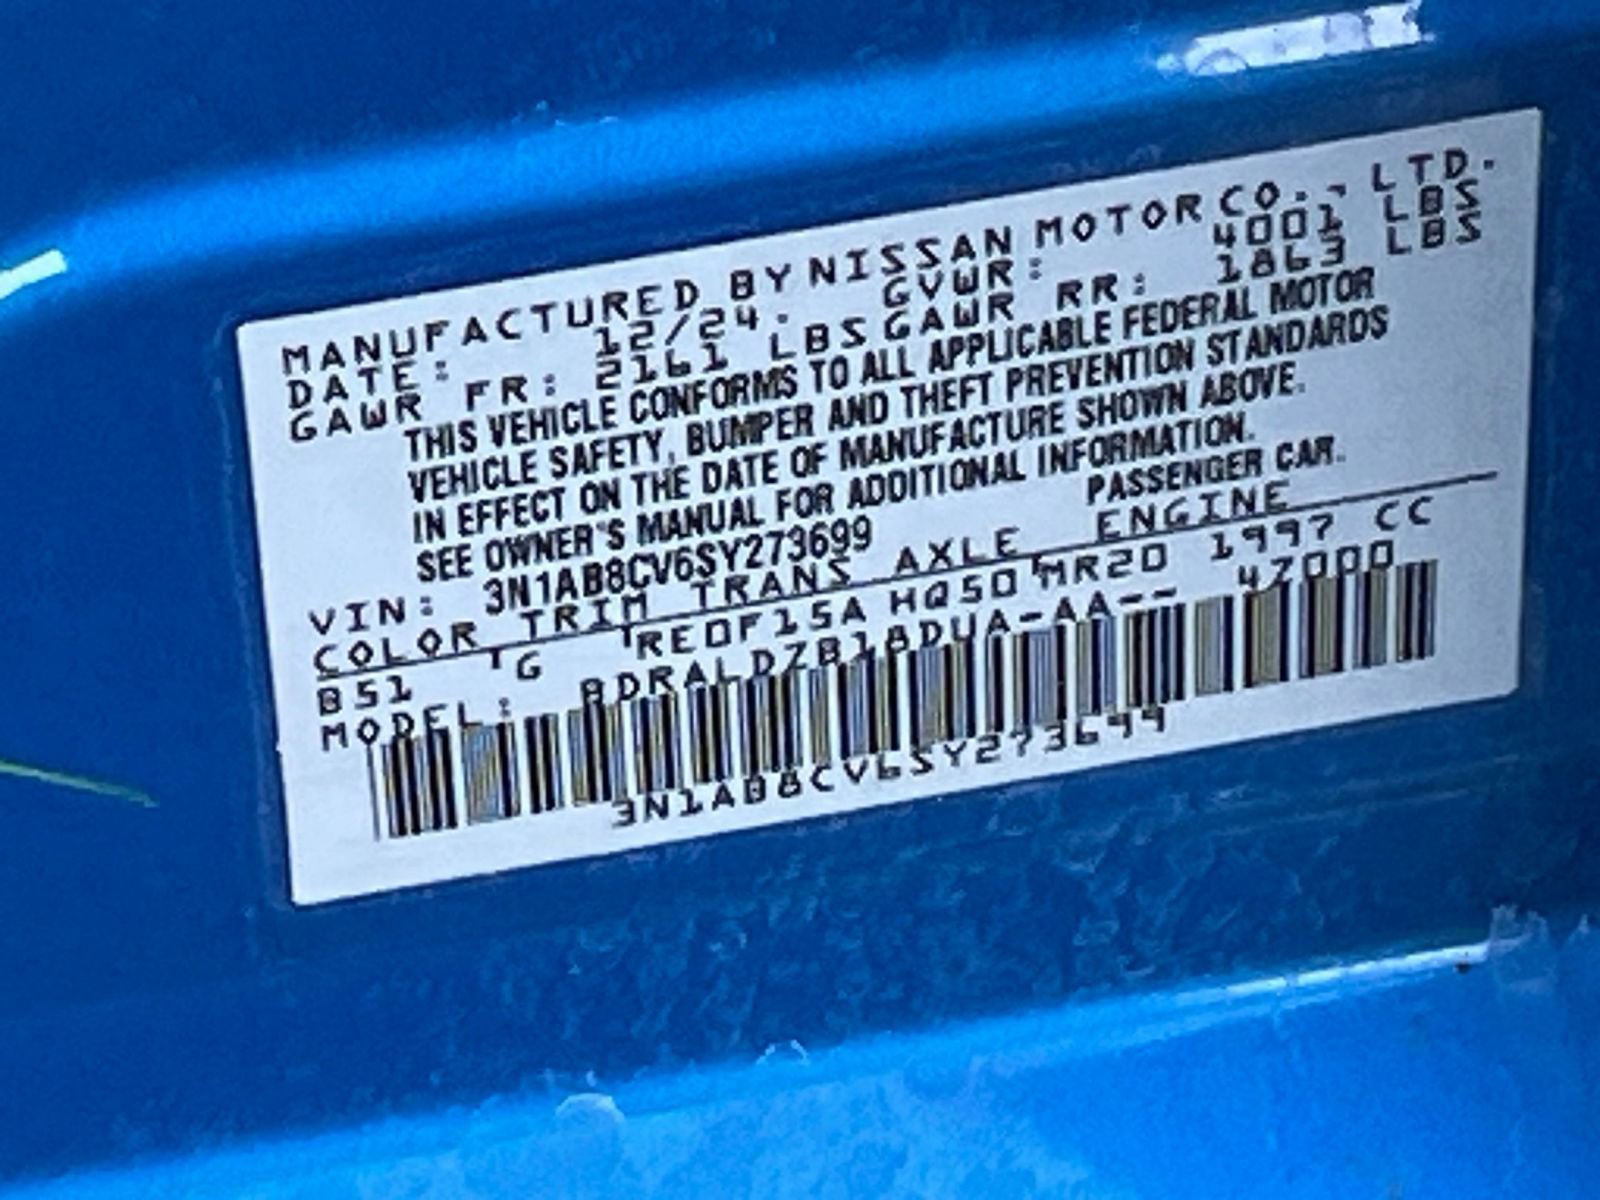 MANUFACTURED BY NISSAN MOTOR CO., LTD.
DATE: 12/24. GVWR: 4001 LBS
GAWR FR: 2161 LBS GAWR RR: 1863 LBS
THIS VEHICLE CONFORMS TO ALL APPLICABLE FEDERAL MOTOR
VEHICLE SAFETY, BUMPER AND THEFT PREVENTION STANDARDS
IN EFFECT ON THE DATE OF MANUFACTURE SHOWN ABOVE.
SEE OWNER'S MANUAL FOR ADDITIONAL INFORMATION.
VIN: 3N1AB8CV6SY273699 PASSENGER CAR.
COLOR TRIM TRANS AXLE ENGINE
B51 G RE0F15A HQ50 MR20 1997 CC
MODEL: BDRALDZB18DUA-AA-- 47000
3N1AB8CV6SY273699